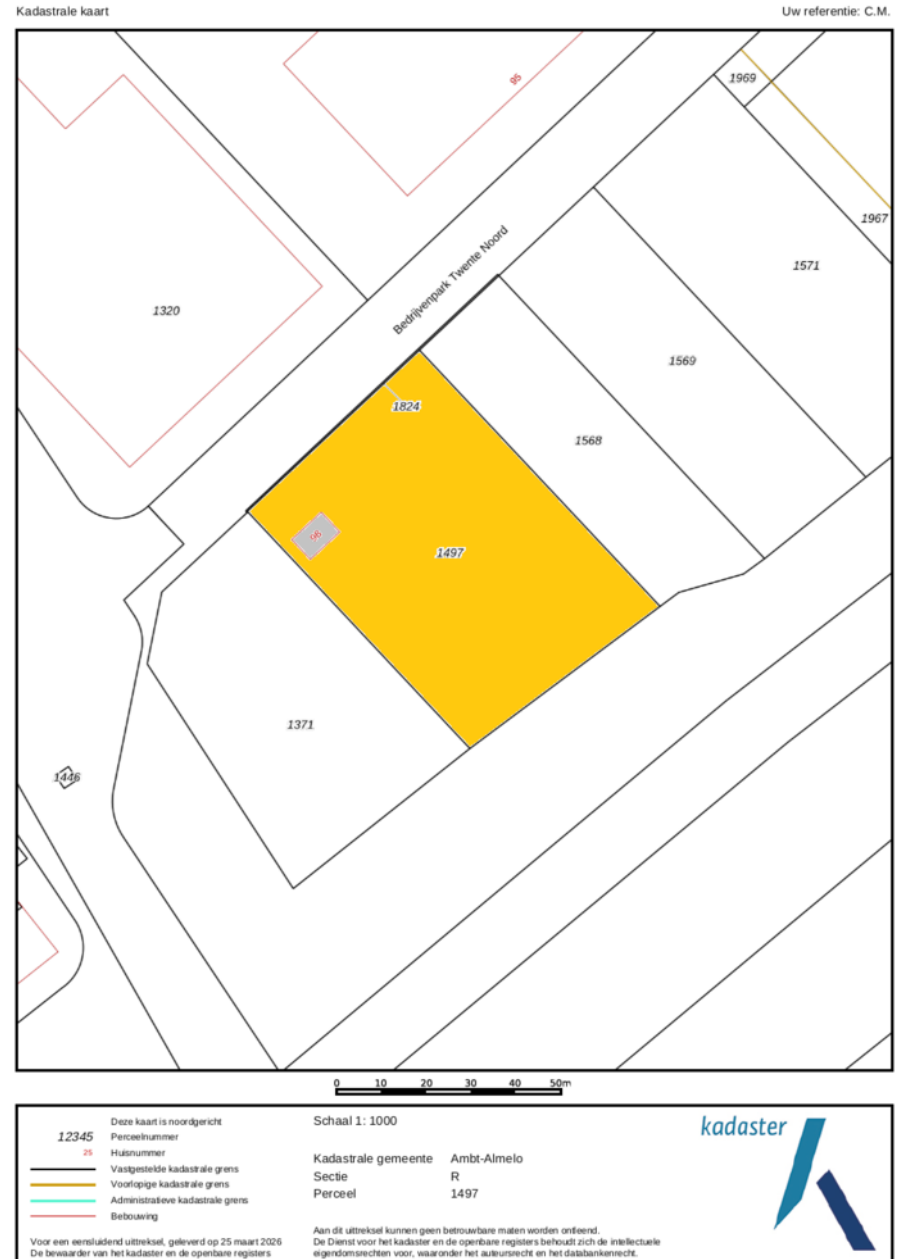 Kadastrale kaart
Uw referentie: C.M.
95
1969
1967
1571
Bedrijvenpark Twente Noord
1320
1569
1824
1568
96
1497
1371
1446
0 10 20 30 40 50m
Deze kaart is noordgericht
12345 Perceelnummer
25 Huisnummer
Vastgestelde kadastrale grens
Voorlopige kadastrale grens
Administratieve kadastrale grens
Bebouwing
Voor een eensluidend uittreksel, geleverd op 25 maart 2026
De bewaarder van het kadaster en de openbare registers
Schaal 1: 1000
Kadastrale gemeente Ambt-Almelo
Sectie R
Perceel 1497
Aan dit uittreksel kunnen geen betrouwbare maten worden ontleend.
De Dienst voor het kadaster en de openbare registers behoudt zich de intellectuele
eigendomsrechten voor, waaronder het auteursrecht en het databankenrecht.
kadaster